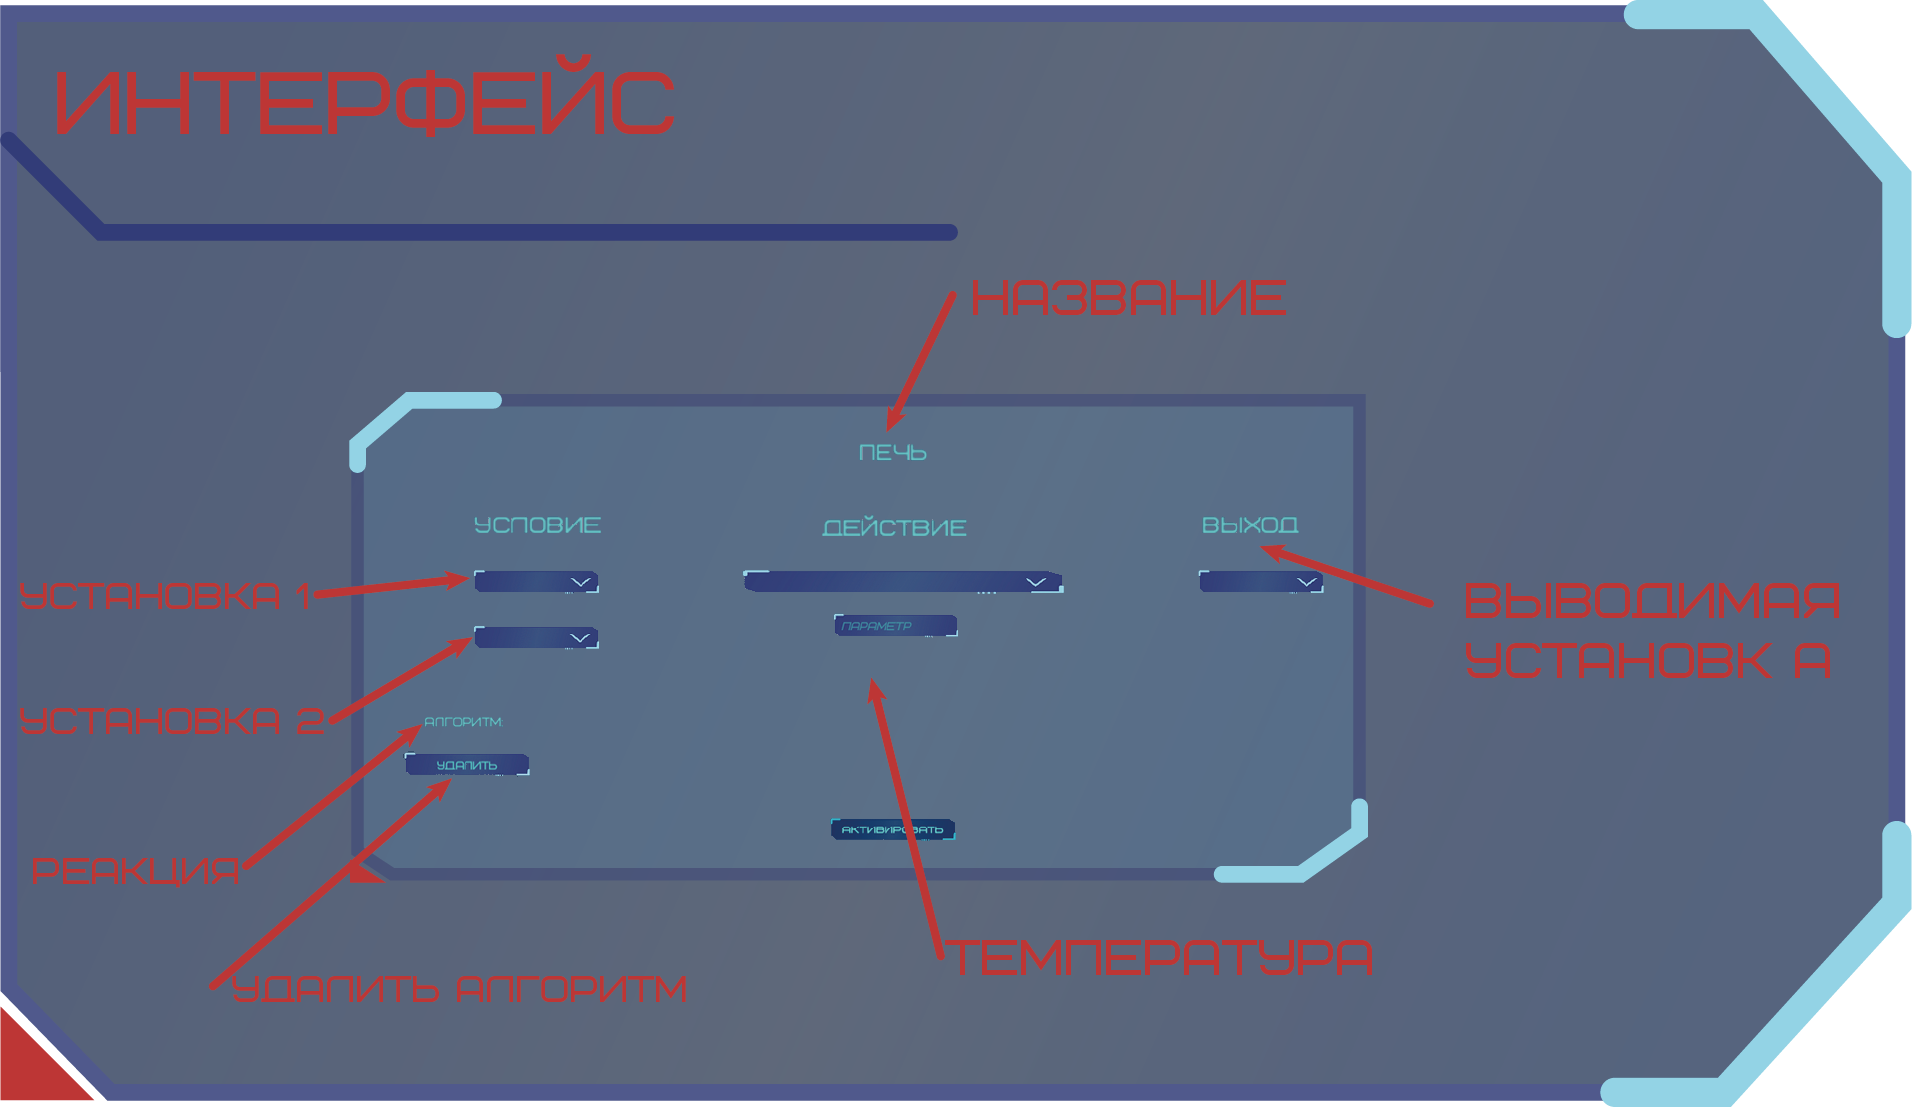 ИНТЕРФЕЙС
НАЗВАНИЕ
ПЕЧЬ
УСЛОВИЕ
ДЕЙСТВИЕ
ВЫХОД
УСТАНОВКА 1
ПАРАМЕТР
ВЫВОДИМАЯ
УСТАНОВК А
УСТАНОВКА 2
АЛГОРИТМ:
УДАЛИТЬ
АКТИВИРОВАТЬ
РЕАКЦИЯ
ТЕМПЕРАТУРА
УДАЛИТЬ АЛГОРИТМ